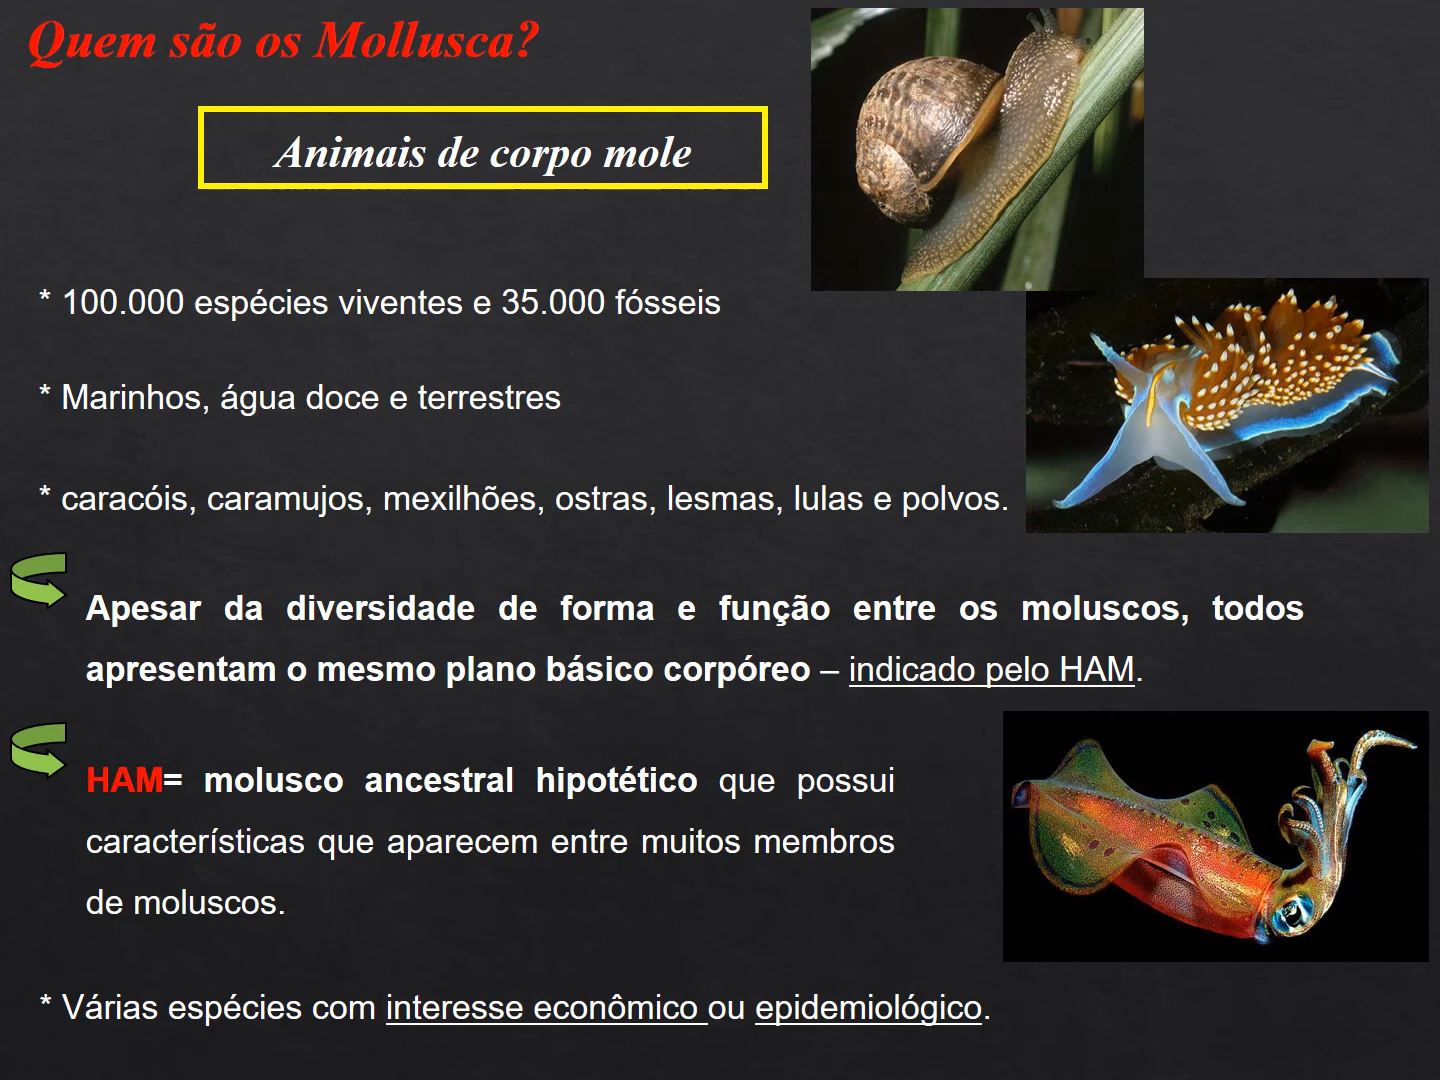 Quem são os Mollusca?
Animais de corpo mole
* 100.000 espécies viventes e 35.000 fósseis
* Marinhos, água doce e terrestres
* caracóis, caramujos, mexilhões, ostras, lesmas, lulas e polvos.
Apesar da diversidade de forma e função entre os moluscos, todos
apresentam o mesmo plano básico corpóreo – indicado pelo HAM.
HAM= molusco ancestral hipotético que possui
características que aparecem entre muitos membros
de moluscos.
* Várias espécies com interesse econômico ou epidemiológico.